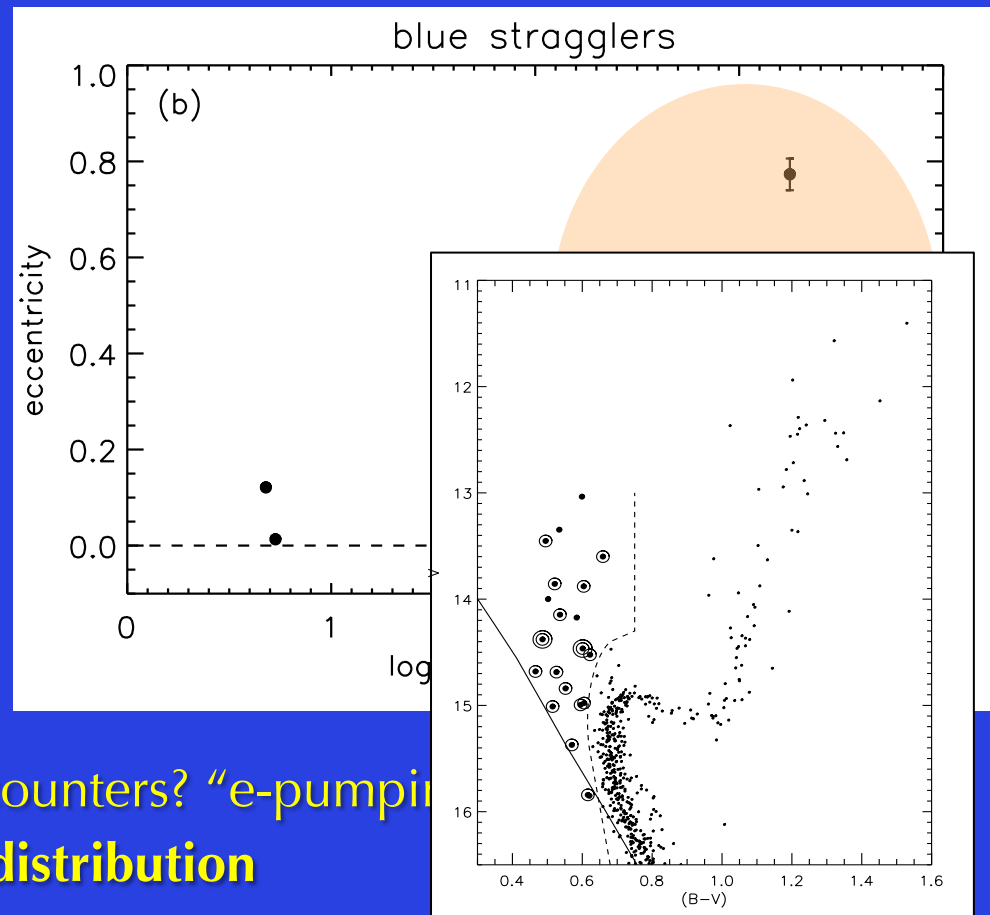 blue stragglers
(b)
1.0
0.8
0.6
0.4
0.2
0.0
eccentricity
0
1
log
11
12
13
14
15
16
V
0.4
0.6
0.8
1.0
1.2
1.4
1.6
(B−V)
ounters? “e-pumpin
distribution